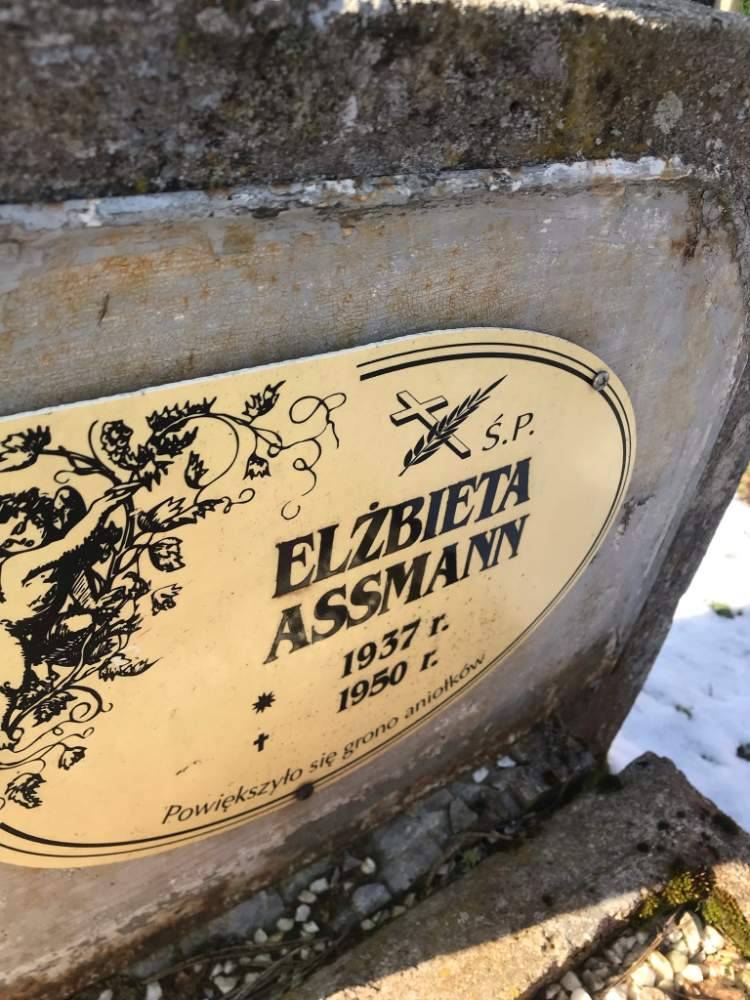 Ś.P.
ELŻBIETA
ASSMANN
1937 r.
1950 r.
Powiększyło się grono aniołków